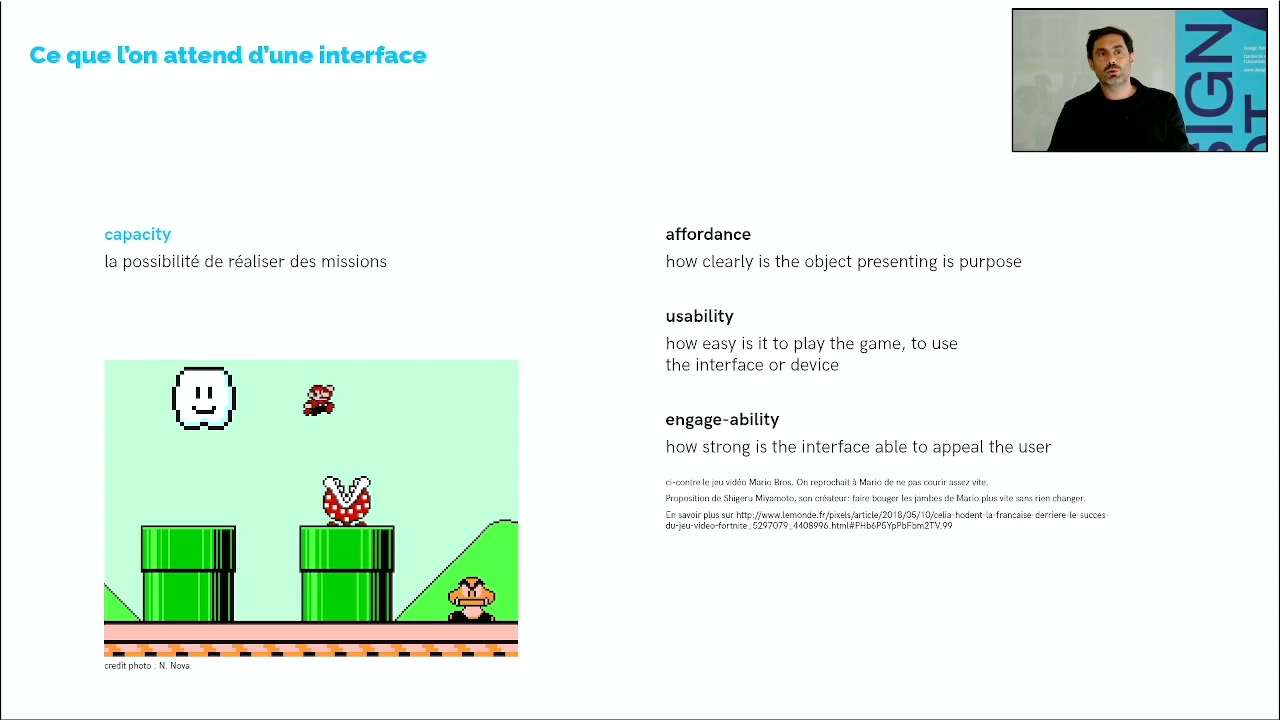 Ce que l'on attend d'une interface
capacity
la possibilité de réaliser des missions
credit photo : N. Nova
affordance
how clearly is the object presenting is purpose
usability
how easy is it to play the game, to use
the interface or device
engage-ability
how strong is the interface able to appeal the user
ci-contre le jeu vidéo Mario Bros. On reprochait à Mario de ne pas courir assez vite.
Proposition de Shigeru Miyamoto, son créateur: faire bouger les jambes de Mario plus vite sans rien changer.
En savoir plus sur http://www.lemonde.fr/pixels/article/2018/05/10/celia-hodent-la-francaise-derriere-le-succes-
du-jeu-video-fortnite_5297079_4408996.html#PHb6P5YpPbFbmZTV.99
SIGN